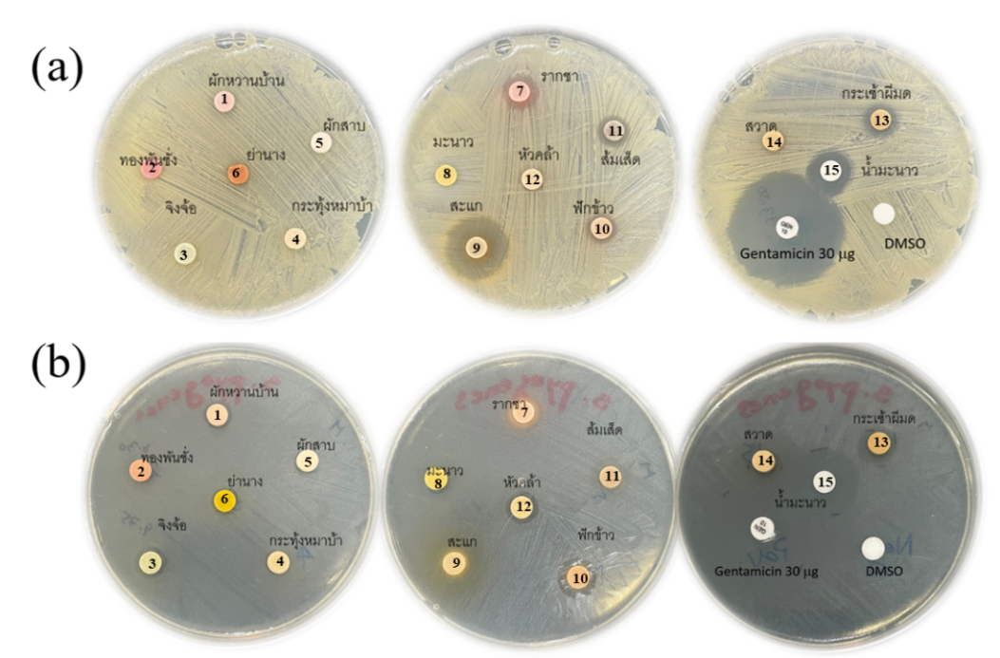 (a)
ผักหวานบ้าน
1
ผักสาบ
5
ทองพันชั่ง
2
ย่านาง
6
จิงจ้อ
3
กระทุ้งหมาบ้า
4
รากชา
7
11
ส้มเส็ด
มะนาว
8
หัวคล้า
12
สะแก
9
ฟักข้าว
10
กระเช้าผีมด
13
สวาด
14
15
น้ำมะนาว
GEN
10
Gentamicin 30 µg
DMSO
(b)
ผักหวานบ้าน
1
ทองพันชั่ง
2
ผักสาบ
5
ย่านาง
6
จิงจ้อ
3
กระทุ้งหมาบ้า
4
รากชา
7
ส้มเส็ด
11
มะนาว
8
หัวคล้า
12
สะแก
9
ฟักข้าว
10
กระเช้าผีมด
13
สวาด
14
15
น้ำมะนาว
GEN
10
Gentamicin 30 µg
DMSO